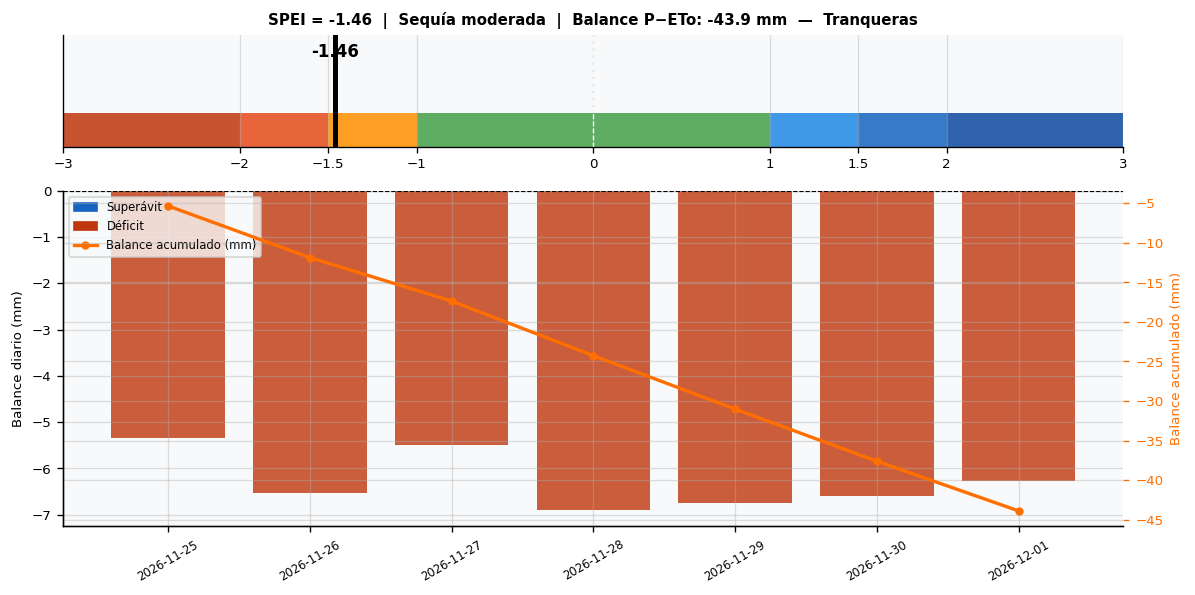 SPEI = -1.46 | Sequía moderada | Balance P−ETo: -43.9 mm — Tranqueras
-1.46
−3 −2 −1.5 −1 0 1 1.5 2 3
Superávit
Déficit
Balance acumulado (mm)
Balance diario (mm)
0
−1
−2
−3
−4
−5
−6
−7
−5
−10
−15
−20
−25
−30
−35
−40
−45
Balance acumulado (mm)
2026-11-25 2026-11-26 2026-11-27 2026-11-28 2026-11-29 2026-11-30 2026-12-01